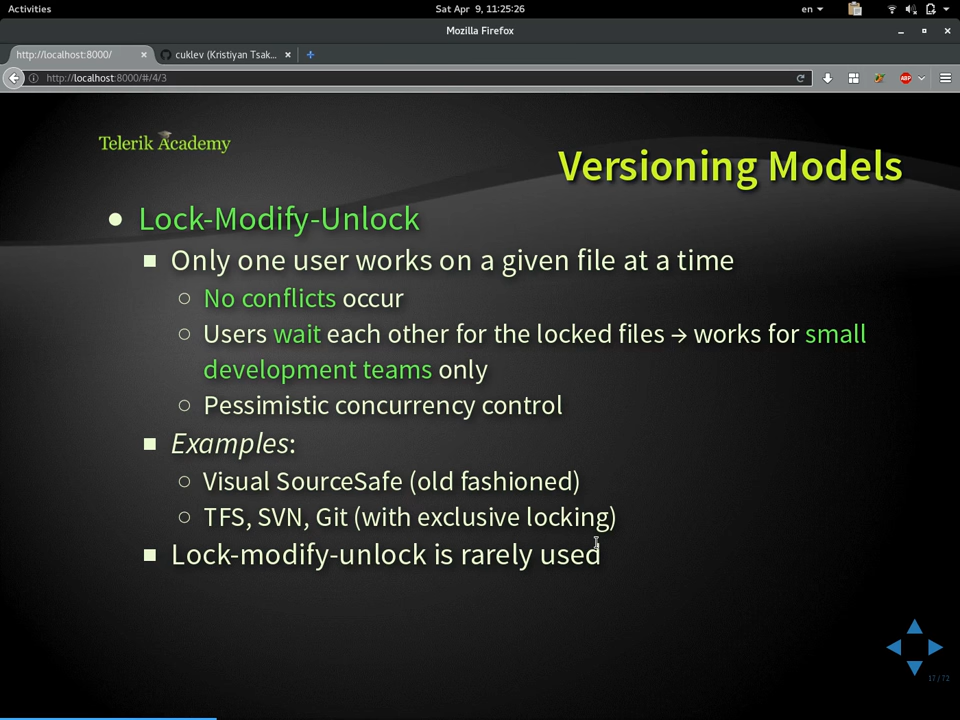 Activities
Sat Apr 9, 11:25:26
en
Mozilla Firefox
http://localhost:8000/
cuklev (Kristiyan Tsak...
http://localhost:8000/#/4/3
ABP
Telerik Academy
Versioning Models
Lock-Modify-Unlock
Only one user works on a given file at a time
No conflicts occur
Users wait each other for the locked files → works for small
development teams only
Pessimistic concurrency control
Examples:
Visual SourceSafe (old fashioned)
TFS, SVN, Git (with exclusive locking)
Lock-modify-unlock is rarely used
17 / 72